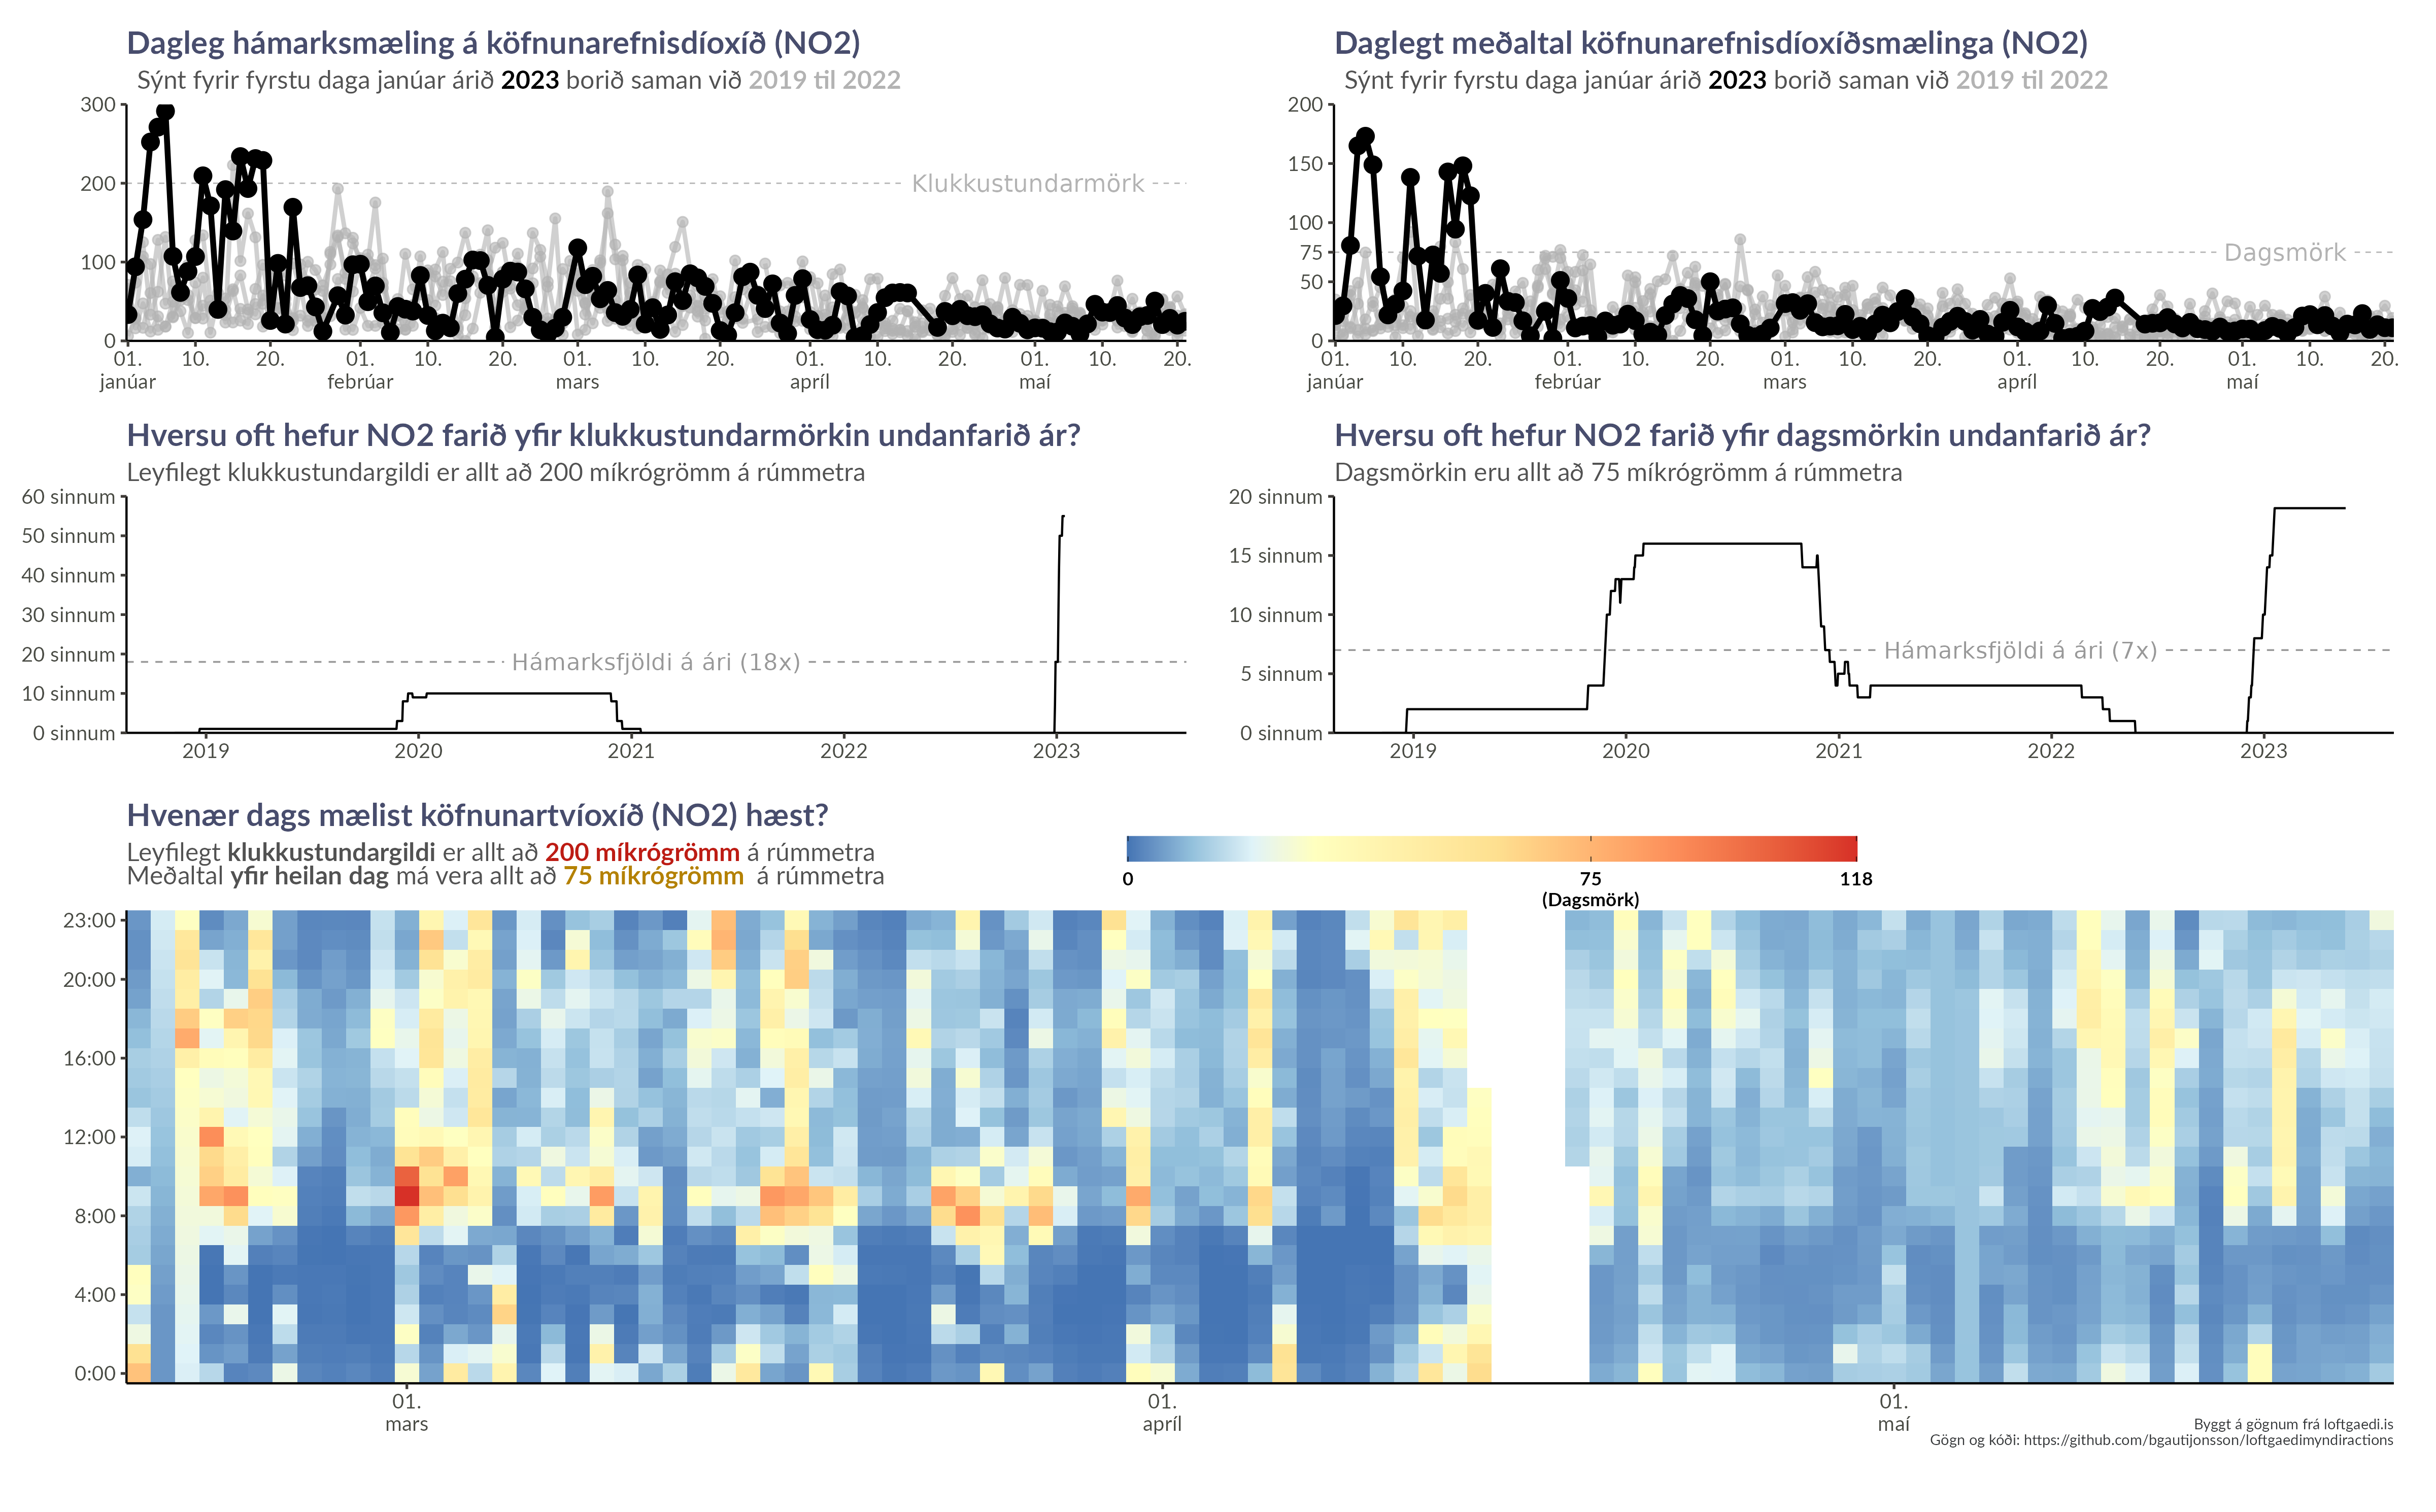 Dagleg hámarksmæling á köfnunarefnisdíoxíð (NO2)
Sýnt fyrir fyrstu daga janúar árið 2023 borið saman við 2019 til 2022
300
200
100
0
Klukkustundarmörk
01. 10. 20. 01. 10. 20. 01. 10. 20. 01. 10. 20. 01. 10. 20.
janúar febrúar mars apríl maí
Daglegt meðaltal köfnunarefnisdíoxíðsmælinga (NO2)
Sýnt fyrir fyrstu daga janúar árið 2023 borið saman við 2019 til 2022
200
150
100
75
50
0
Dagsmörk
01. 10. 20. 01. 10. 20. 01. 10. 20. 01. 10. 20. 01. 10. 20.
janúar febrúar mars apríl maí
Hversu oft hefur NO2 farið yfir klukkustundarmörkin undanfarið ár?
Leyfilegt klukkustundargildi er allt að 200 míkrógrömm á rúmmetra
60 sinnum
50 sinnum
40 sinnum
30 sinnum
20 sinnum
10 sinnum
0 sinnum
Hámarksfjöldi á ári (18x)
2019 2020 2021 2022 2023
Hversu oft hefur NO2 farið yfir dagsmörkin undanfarið ár?
Dagsmörkin eru allt að 75 míkrógrömm á rúmmetra
20 sinnum
15 sinnum
10 sinnum
5 sinnum
0 sinnum
Hámarksfjöldi á ári (7x)
2019 2020 2021 2022 2023
Hvenær dags mælist köfnunartvíoxíð (NO2) hæst?
Leyfilegt klukkustundargildi er allt að 200 míkrógrömm á rúmmetra
Meðaltal yfir heilan dag má vera allt að 75 míkrógrömm á rúmmetra
0 75 118
(Dagsmörk)
23:00
20:00
16:00
12:00
8:00
4:00
0:00
01. 01. 01.
mars apríl maí
Byggt á gögnum frá loftgaedi.is
Gögn og kóði: https://github.com/bgautijonsson/loftgaedimyndiractions